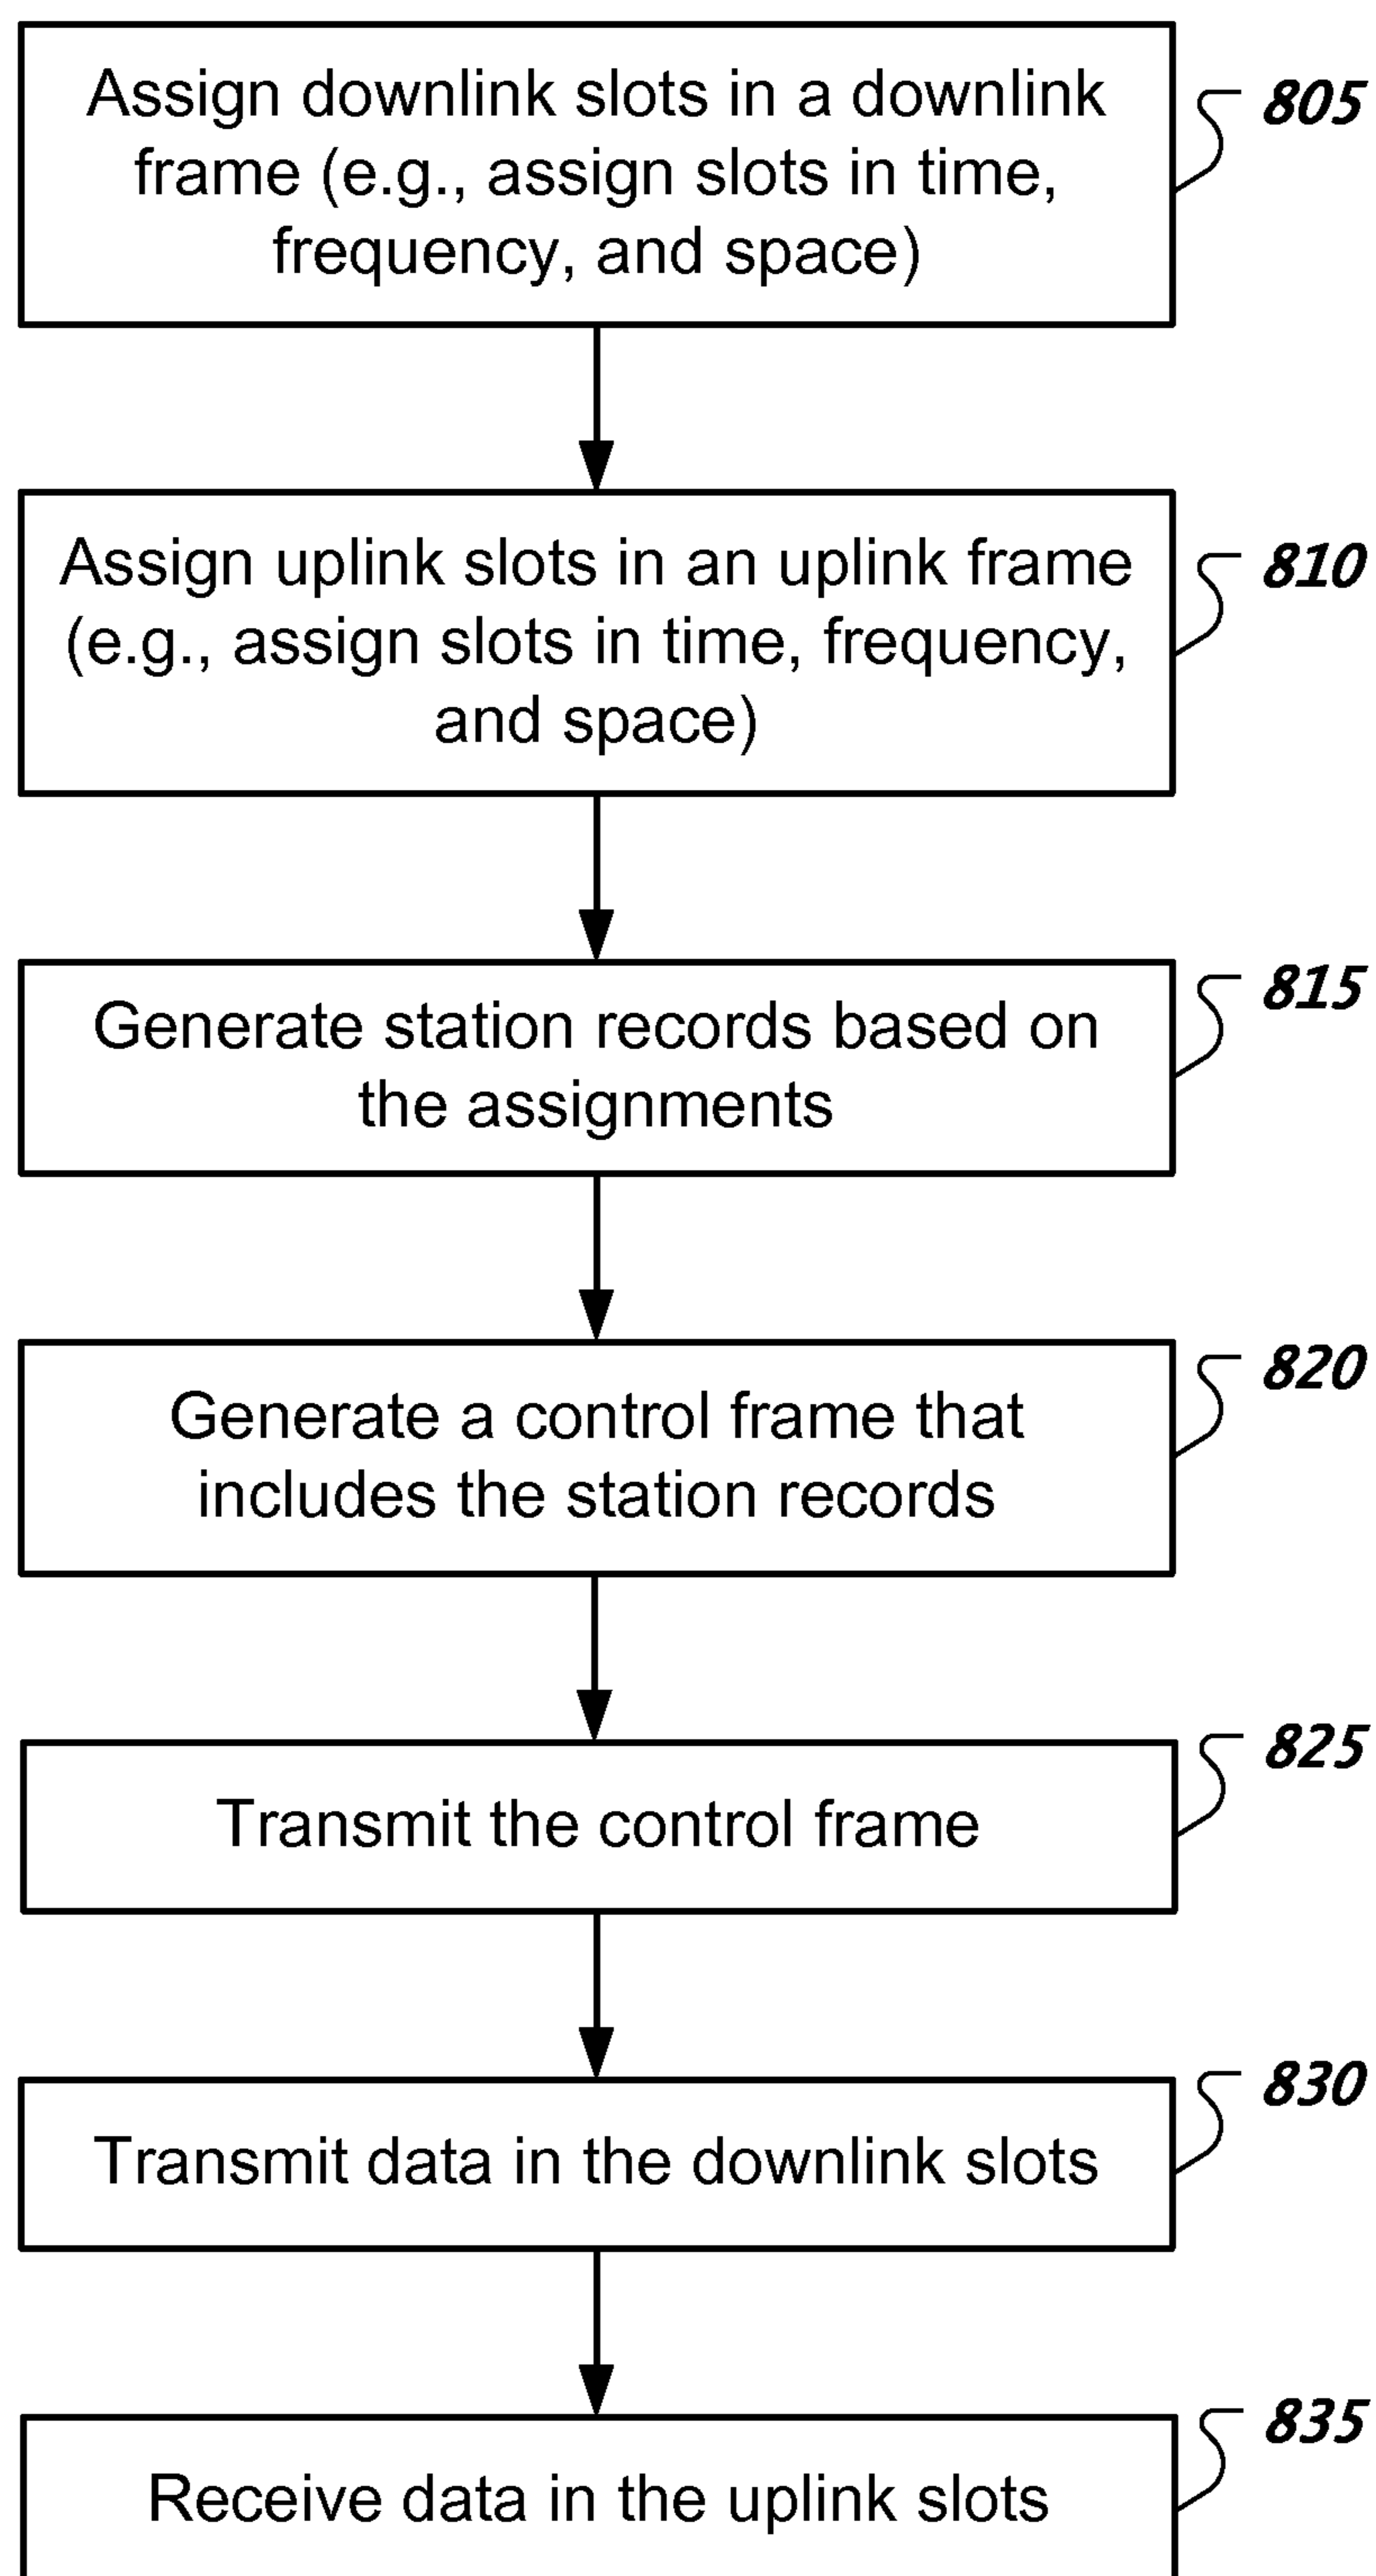 Assign downlink slots in a downlink
frame (e.g., assign slots in time,
frequency, and space)
805
Assign uplink slots in an uplink frame
(e.g., assign slots in time, frequency,
and space)
810
Generate station records based on
the assignments
815
Generate a control frame that
includes the station records
820
Transmit the control frame
825
Transmit data in the downlink slots
830
Receive data in the uplink slots
835